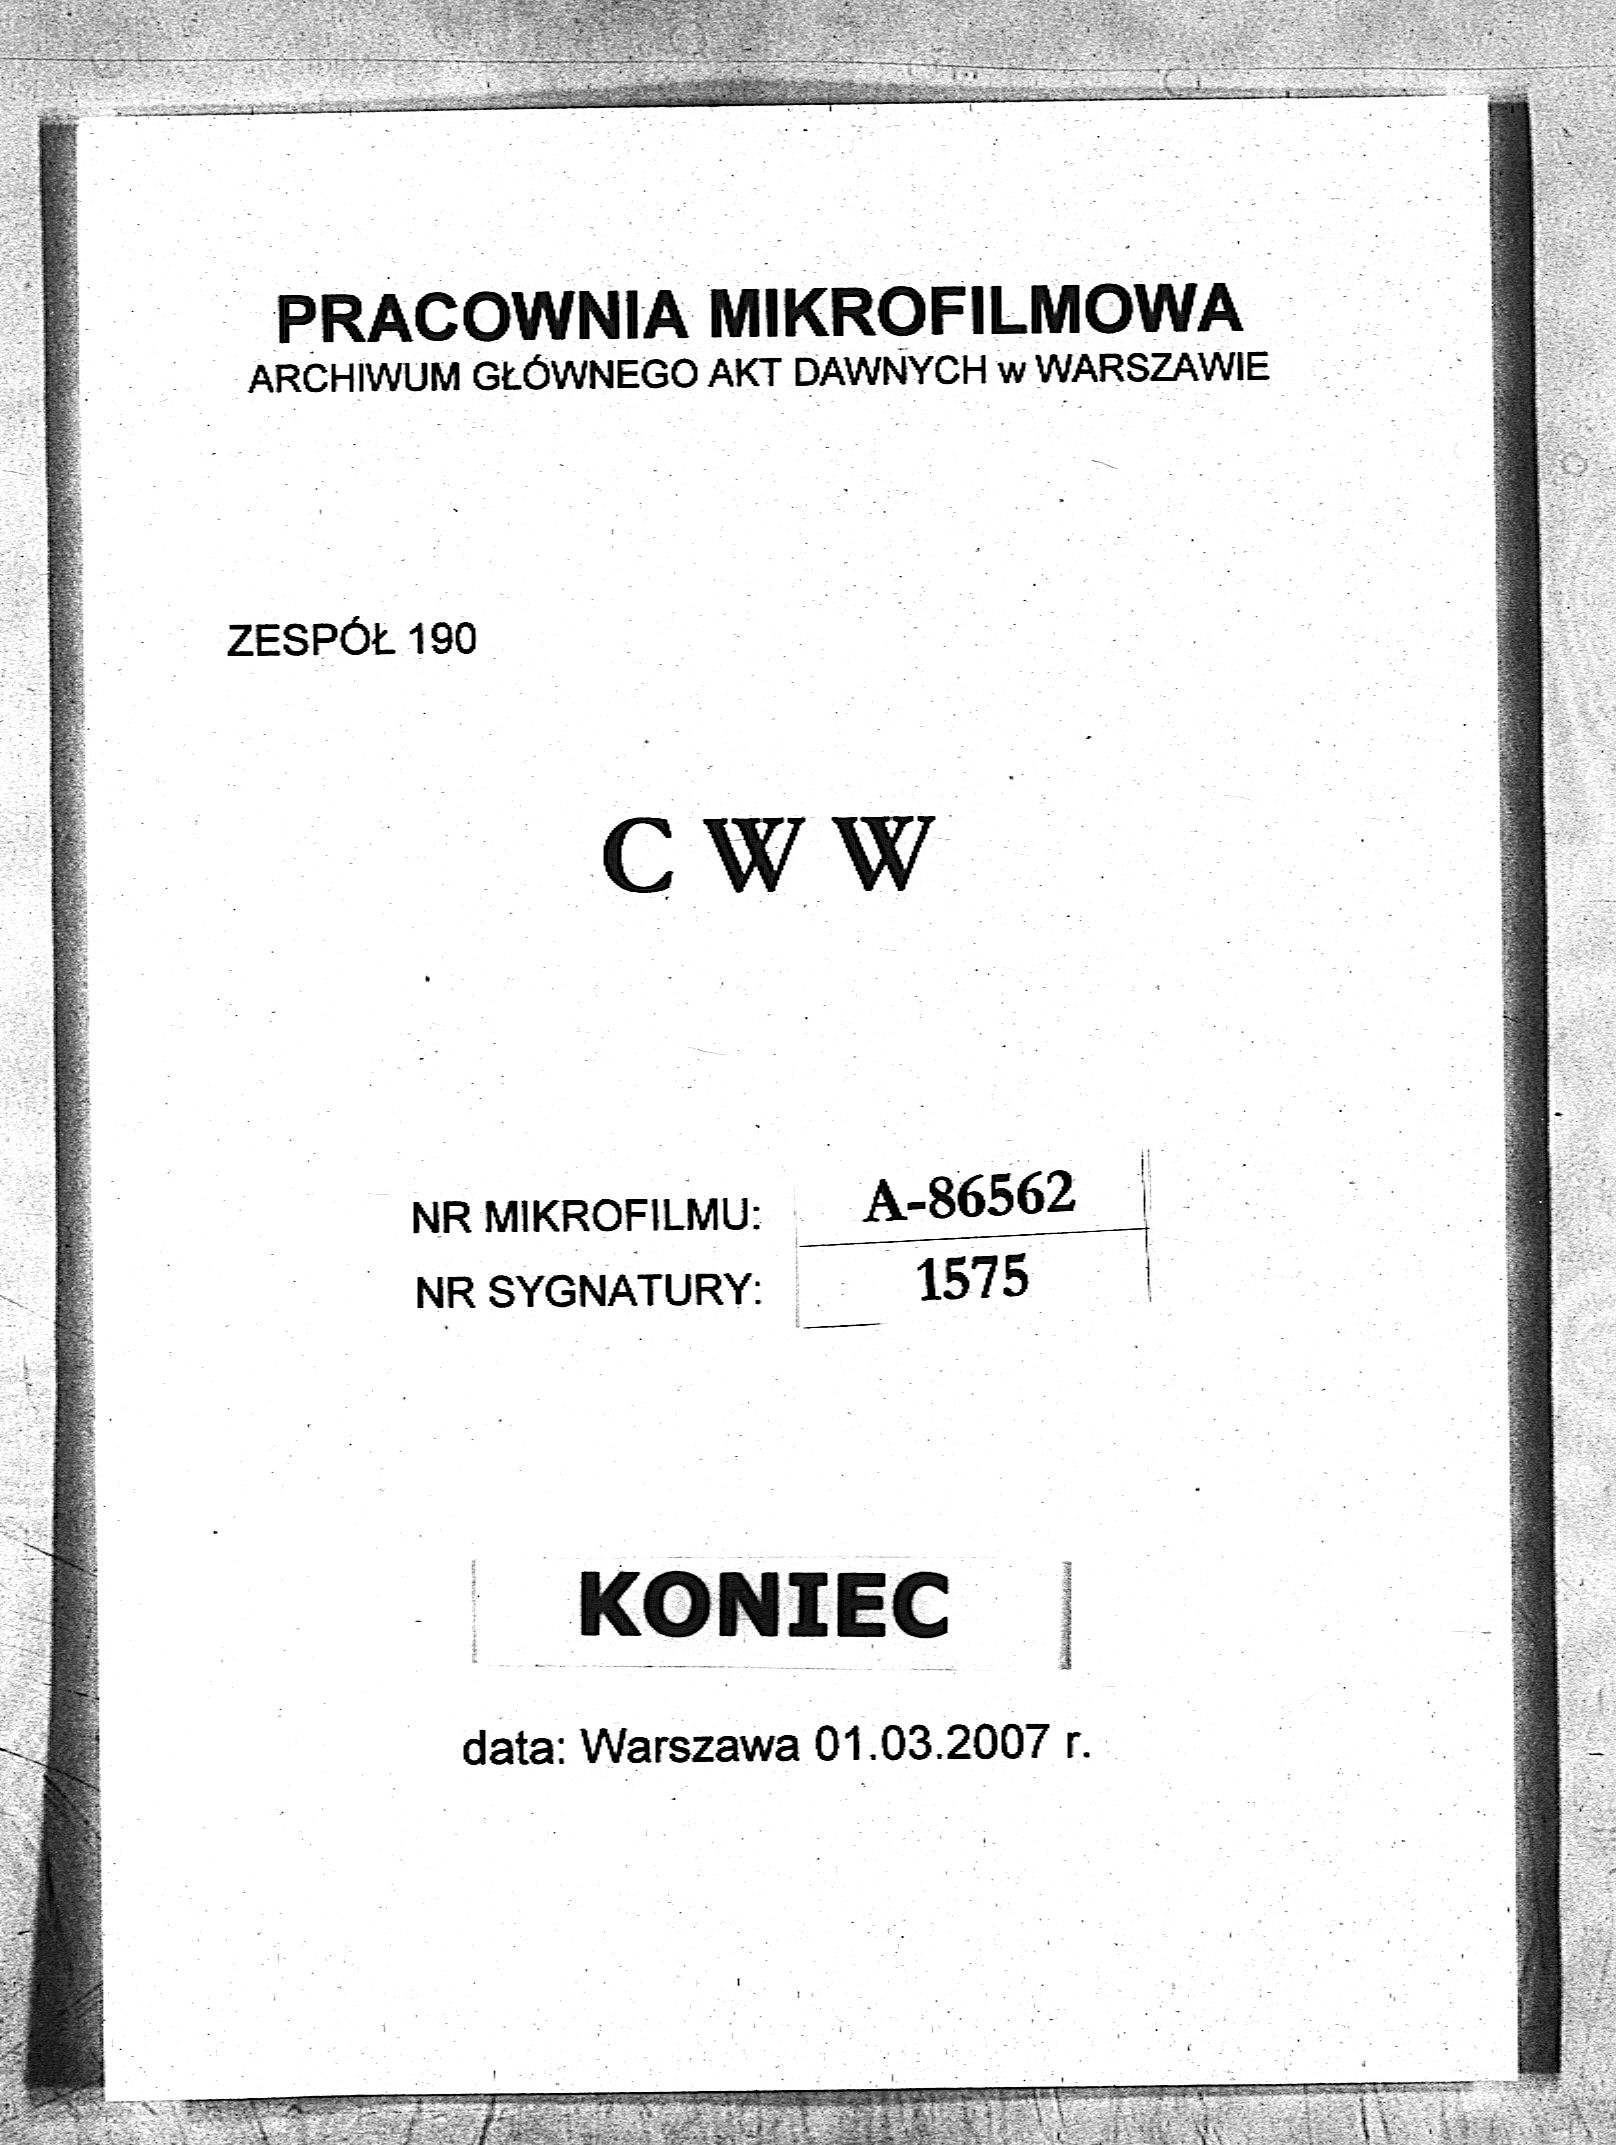 PRACOWNIA MIKROFILMOWA
ARCHIWUM GŁÓWNEGO AKT DAWNYCH w WARSZAWIE
ZESPÓŁ 190
C W W
NR MIKROFILMU: A-86562
NR SYGNATURY: 1575
KONIEC
data: Warszawa 01.03.2007 r.